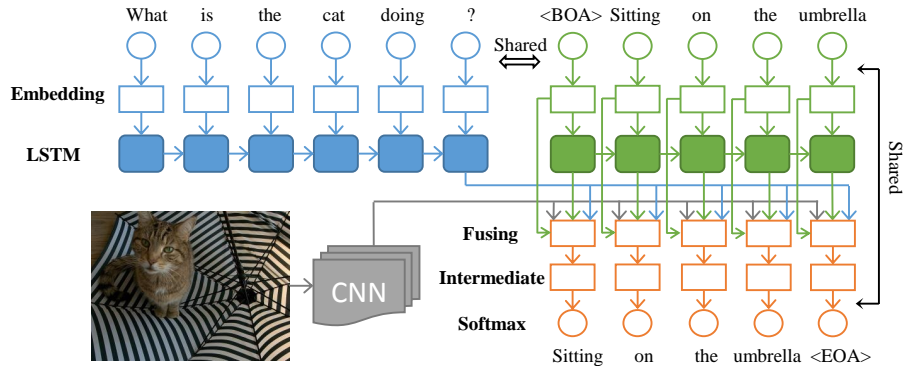 What is the cat doing ?
<BOA> Sitting on the umbrella
Shared
Embedding
LSTM
Shared
Fusing
CNN
Intermediate
Softmax
Sitting on the umbrella <EOA>